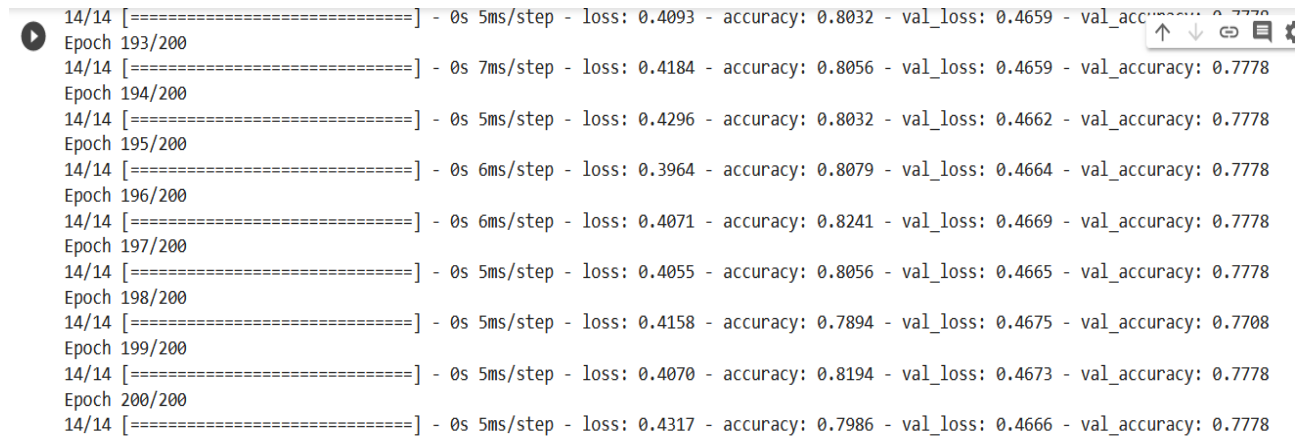 14/14 [==============================] - 0s 5ms/step - loss: 0.4093 - accuracy: 0.8032 - val_loss: 0.4659
Epoch 193/200
14/14 [==============================] - 0s 7ms/step - loss: 0.4184 - accuracy: 0.8056 - val_loss: 0.4659 - val_accuracy: 0.7778
Epoch 194/200
14/14 [==============================] - 0s 5ms/step - loss: 0.4296 - accuracy: 0.8032 - val_loss: 0.4662 - val_accuracy: 0.7778
Epoch 195/200
14/14 [==============================] - 0s 6ms/step - loss: 0.3964 - accuracy: 0.8079 - val_loss: 0.4664 - val_accuracy: 0.7778
Epoch 196/200
14/14 [==============================] - 0s 6ms/step - loss: 0.4071 - accuracy: 0.8241 - val_loss: 0.4669 - val_accuracy: 0.7778
Epoch 197/200
14/14 [==============================] - 0s 5ms/step - loss: 0.4055 - accuracy: 0.8056 - val_loss: 0.4665 - val_accuracy: 0.7778
Epoch 198/200
14/14 [==============================] - 0s 5ms/step - loss: 0.4158 - accuracy: 0.7894 - val_loss: 0.4675 - val_accuracy: 0.7708
Epoch 199/200
14/14 [==============================] - 0s 5ms/step - loss: 0.4070 - accuracy: 0.8194 - val_loss: 0.4673 - val_accuracy: 0.7778
Epoch 200/200
14/14 [==============================] - 0s 5ms/step - loss: 0.4317 - accuracy: 0.7986 - val_loss: 0.4666 - val_accuracy: 0.7778